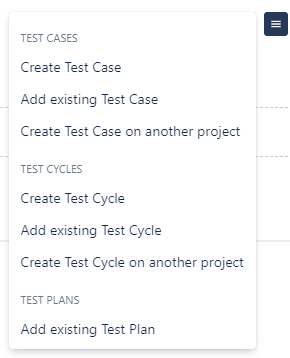 TEST CASES
Create Test Case
Add existing Test Case
Create Test Case on another project
TEST CYCLES
Create Test Cycle
Add existing Test Cycle
Create Test Cycle on another project
TEST PLANS
Add existing Test Plan